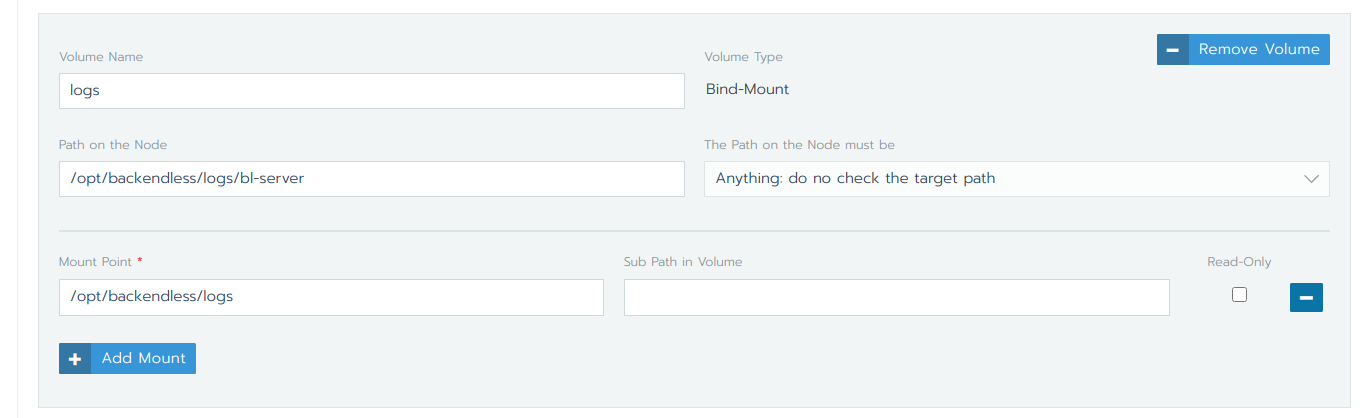 Volume Name
Volume Type
Remove Volume
logs
Bind-Mount
Path on the Node
The Path on the Node must be
/opt/backendless/logs/bl-server
Anything: do no check the target path
Mount Point *
Sub Path in Volume
Read-Only
/opt/backendless/logs
Add Mount